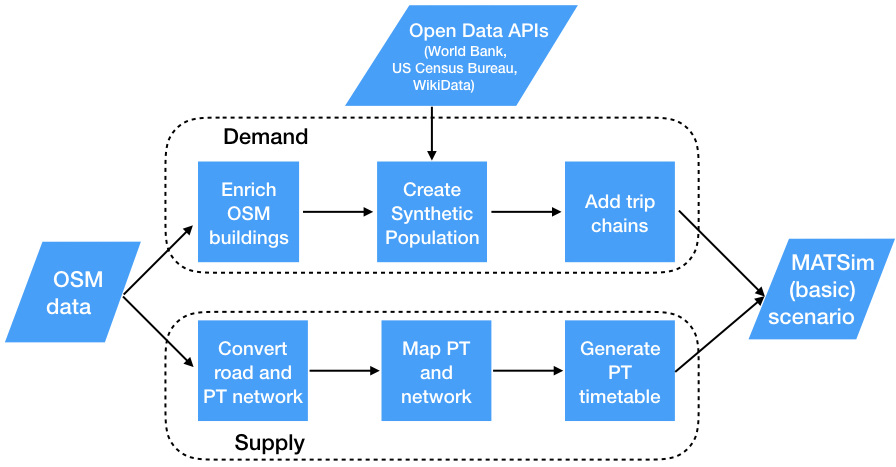 Open Data APIs
(World Bank,
US Census Bureau,
WikiData)
Demand
Enrich
OSM
buildings
Create
Synthetic
Population
Add trip
chains
OSM
data
MATSim
(basic)
scenario
Convert
road and
PT network
Map PT
and
network
Generate
PT
timetable
Supply